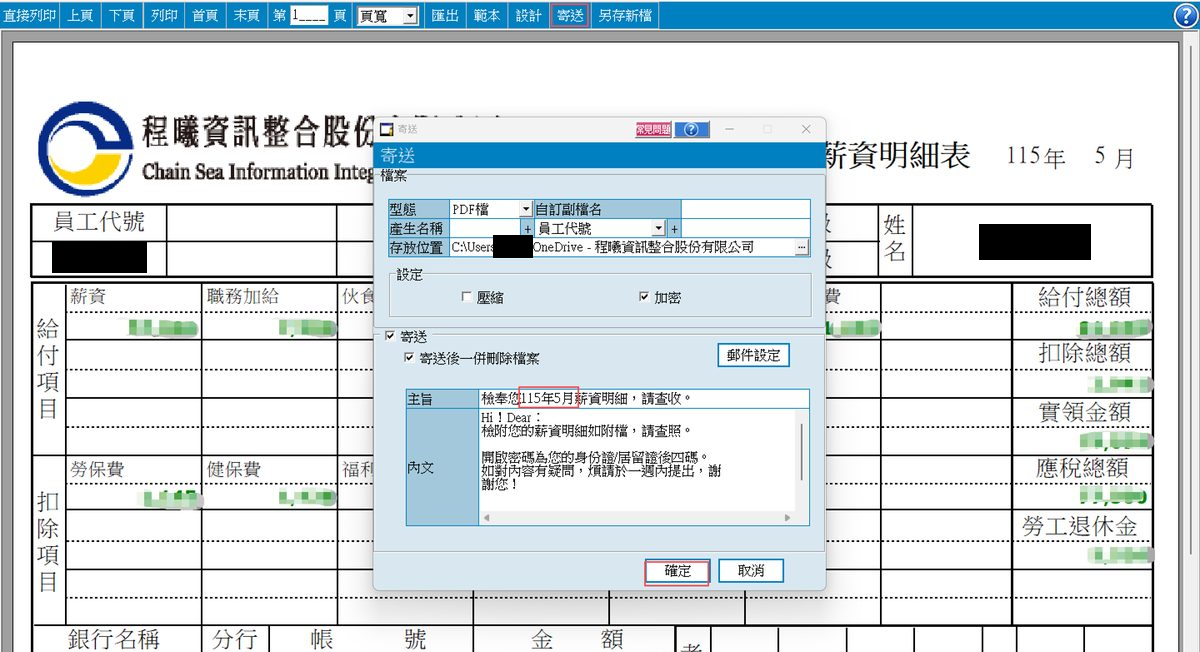 直接列印 上頁 下頁 列印 首頁 末頁 第 1____ 頁 頁寬 匯出 範本 設計 寄送 另存新檔
程曦資訊整合股份
Chain Sea Information Integ
薪資明細表 115年 5月
員工代號
姓名
給付項目
薪資 職務加給 伙食 費 給付總額
扣除總額
實領金額
扣除項目
勞保費 健保費 福利 應稅總額
勞工退休金
銀行名稱 分行 帳 號 金 額
寄送 常見問題
寄送
檔案
型態 PDF檔 自訂副檔名
產生名稱 + 員工代號 +
存放位置 C:\Users OneDrive - 程曦資訊整合股份有限公司 ...
設定
壓縮 加密
寄送
寄送後一併刪除檔案 郵件設定
主旨 檢奉您115年5月薪資明細，請查收。
內文
Hi！Dear：
檢附您的薪資明細如附檔，請查照。
開啟密碼為您的身份證/居留證後四碼。
如對內容有疑問，煩請於一週內提出，謝
謝您！
確定 取消